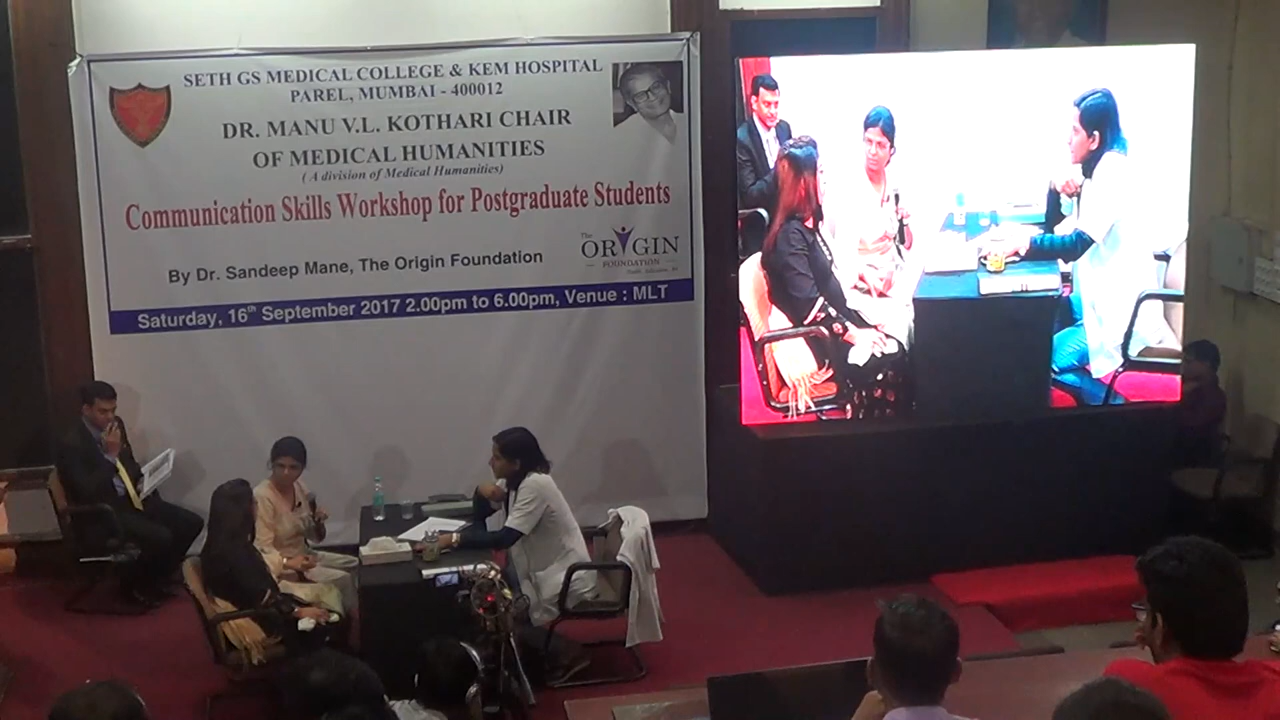 SETH GS MEDICAL COLLEGE & KEM HOSPITAL
PAREL, MUMBAI - 400012
DR. MANU V.L. KOTHARI CHAIR
OF MEDICAL HUMANITIES
( A division of Medical Humanities)
Communication Skills Workshop for Postgraduate Students
By Dr. Sandeep Mane, The Origin Foundation
The
ORIGIN
FOUNDATION
Saturday, 16th September 2017 2.00pm to 6.00pm, Venue : MLT